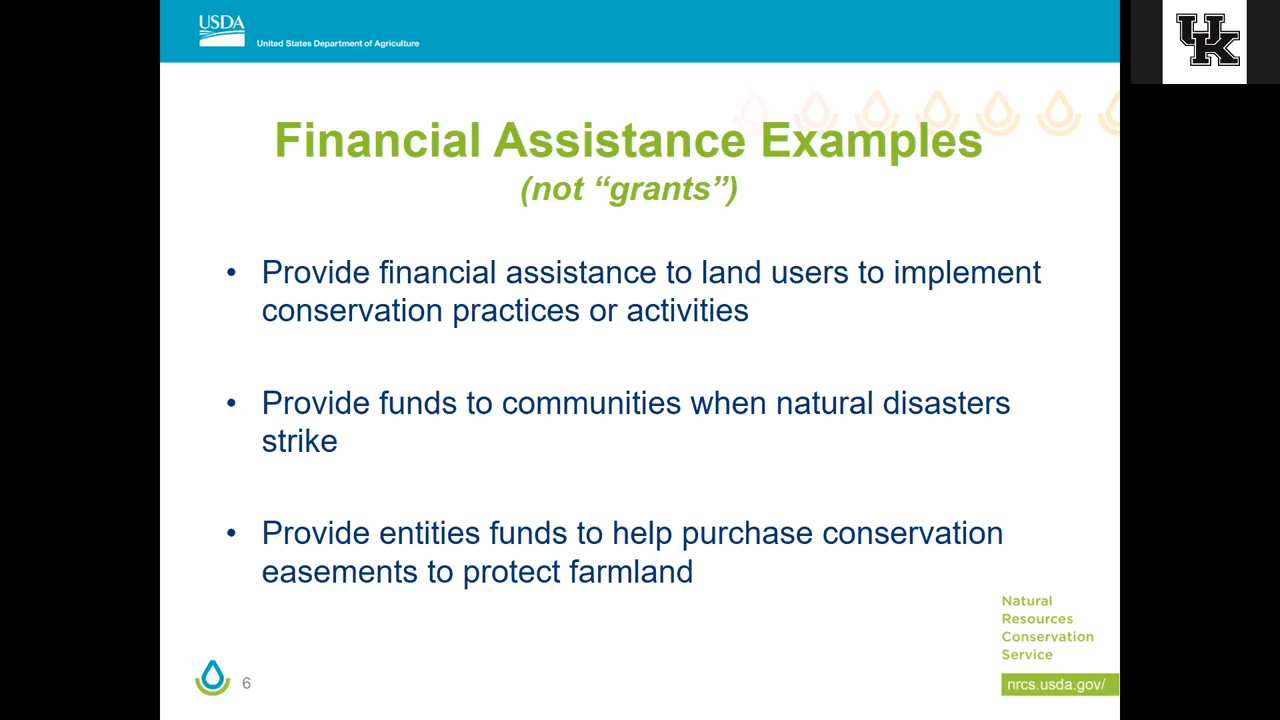 USDA
United States Department of Agriculture
UK
Financial Assistance Examples
(not “grants”)
• Provide financial assistance to land users to implement
conservation practices or activities
• Provide funds to communities when natural disasters
strike
• Provide entities funds to help purchase conservation
easements to protect farmland
Natural
Resources
Conservation
Service
nrcs.usda.gov/
6